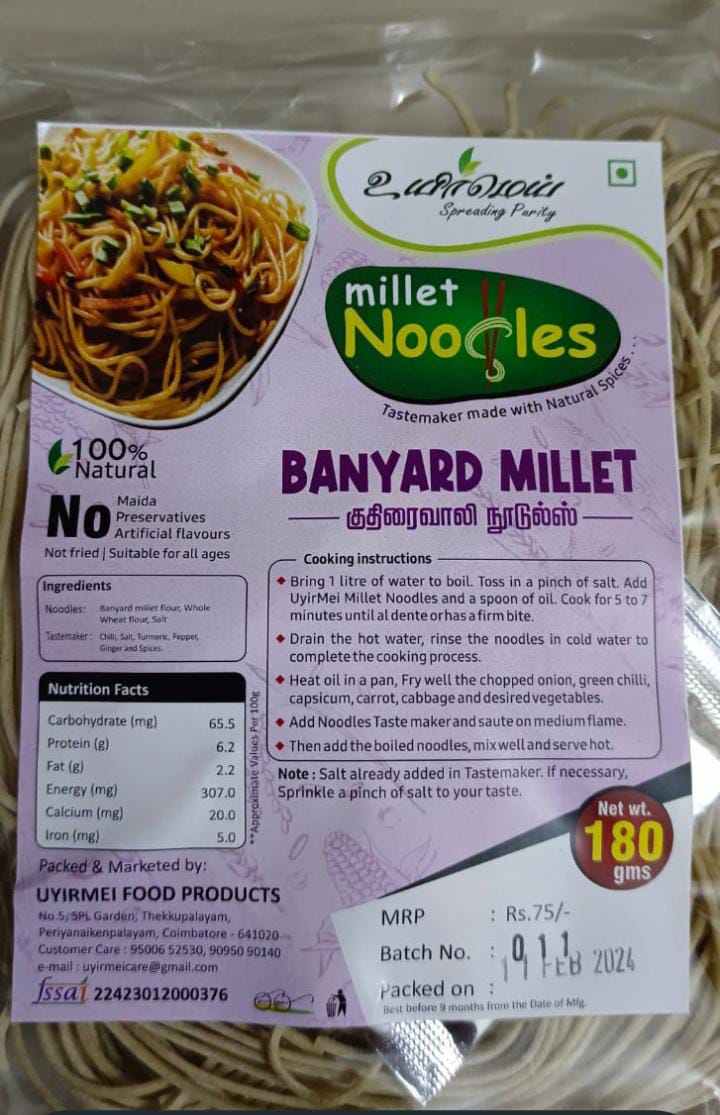 உயிர்மெய்
Spreading Purity
millet
Noodles
Tastemaker made with Natural Spices...
100%
Natural
No Maida
Preservatives
Artificial flavours
Not fried | Suitable for all ages
BANYARD MILLET
குதிரைவாலி நூடுல்ஸ்
Ingredients
Noodles: Banyard millet flour, Whole
Wheat flour, Salt
Tastemaker : Chilli, Salt, Turmeric, Pepper,
Ginger and Spices.
Cooking instructions
Bring 1 litre of water to boil. Toss in a pinch of salt. Add
UyirMei Millet Noodles and a spoon of oil. Cook for 5 to 7
minutes until al dente or has a firm bite.
Drain the hot water, rinse the noodles in cold water to
complete the cooking process.
Heat oil in a pan, Fry well the chopped onion, green chilli,
capsicum, carrot, cabbage and desired vegetables.
Add Noodles Taste maker and saute on medium flame.
Then add the boiled noodles, mix well and serve hot.
Note : Salt already added in Tastemaker. If necessary,
Sprinkle a pinch of salt to your taste.
Nutrition Facts
Carbohydrate (mg) 65.5
Protein (g) 6.2
Fat (g) 2.2
Energy (mg) 307.0
Calcium (mg) 20.0
Iron (mg) 5.0
**Approximate Values Per 100g
Net wt.
180
gms
Packed & Marketed by:
UYIRMEI FOOD PRODUCTS
No.5, SPL Garden, Thekkupalayam,
Periyanaikenpalayam, Coimbatore - 641020
Customer Care : 95006 52530, 90950 90140
e-mail : uyirmeicare@gmail.com
fssai 22423012000376
MRP : Rs.75/-
Batch No. : 011
Packed on : 11 FEB 2024
Best before 9 months from the Date of Mfg.